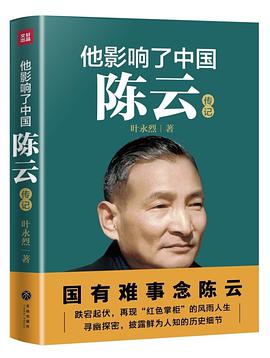 他影响了中国
陈云
传记
叶永烈|著
国有难事念陈云
跌宕起伏，再现“红色掌柜”的风雨人生
寻幽探密，披露鲜为人知的历史细节
他影响了中国
陈云
传记
叶永烈|著